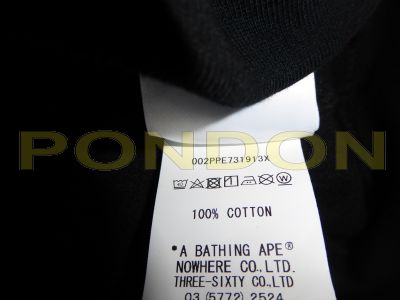 PONDON
002PPE731913X
100% COTTON
*A BATHING APE®
NOWHERE CO.,LTD.
THREE-SIXTY CO.,LTD
03 (5772) 2524